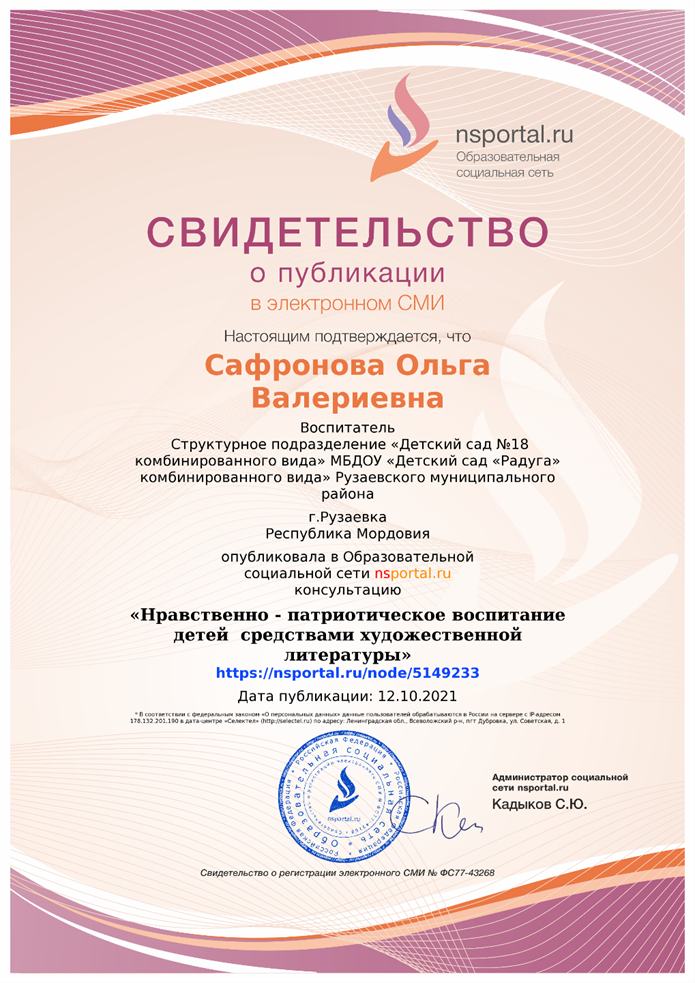 nsportal.ru
Образовательная
социальная сеть
СВИДЕТЕЛЬСТВО
о публикации
в электронном СМИ
Настоящим подтверждается, что
Сафронова Ольга
Валериевна
Воспитатель
Структурное подразделение «Детский сад №18
комбинированного вида» МБДОУ «Детский сад «Радуга»
комбинированного вида» Рузаевского муниципального
района
г.Рузаевка
Республика Мордовия
опубликовала в Образовательной
социальной сети nsportal.ru
консультацию
«Нравственно - патриотическое воспитание
детей средствами художественной
литературы»
https://nsportal.ru/node/5149233
Дата публикации: 12.10.2021
* В соответствии с федеральным законом «О персональных данных» данные пользователей обрабатываются в России на сервере с IP-адресом
178.132.201.190 в дата-центре «Селектел» (http://selectel.ru) по адресу: Ленинградская обл., Всеволожский р-н, пгт Дубровка, ул. Советская, д. 1
Российская Федерация • Российская Федерация
Образовательная социальная сеть
nsportal.ru
Администратор социальной
сети nsportal.ru
Кадыков С.Ю.
Свидетельство о регистрации электронного СМИ № ФС77-43268